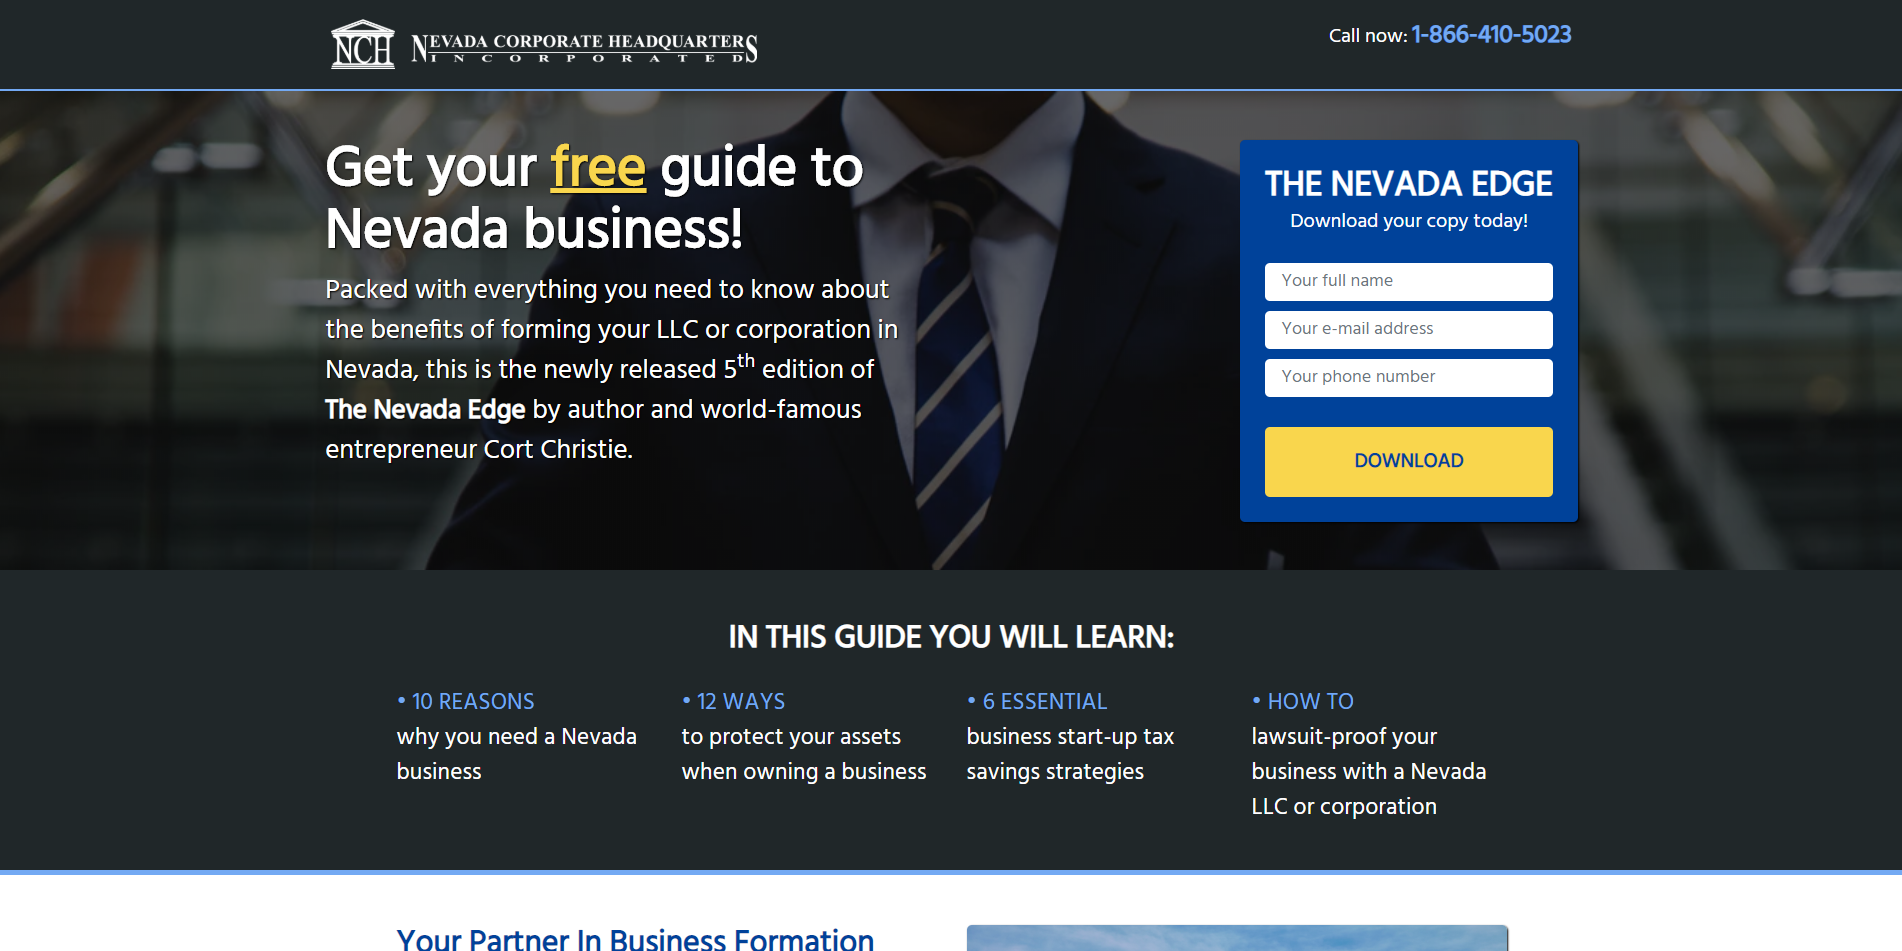 NCH NEVADA CORPORATE HEADQUARTERS
INCORPORATED
Call now: 1-866-410-5023
Get your free guide to
Nevada business!
Packed with everything you need to know about
the benefits of forming your LLC or corporation in
Nevada, this is the newly released 5th edition of
The Nevada Edge by author and world-famous
entrepreneur Cort Christie.
THE NEVADA EDGE
Download your copy today!
Your full name
Your e-mail address
Your phone number
DOWNLOAD
IN THIS GUIDE YOU WILL LEARN:
• 10 REASONS
why you need a Nevada
business
• 12 WAYS
to protect your assets
when owning a business
• 6 ESSENTIAL
business start-up tax
savings strategies
• HOW TO
lawsuit-proof your
business with a Nevada
LLC or corporation
Your Partner In Business Formation